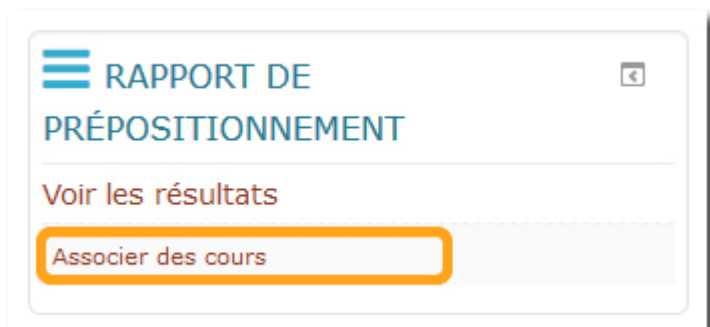 RAPPORT DE
PRÉPOSITIONNEMENT
Voir les résultats
Associer des cours